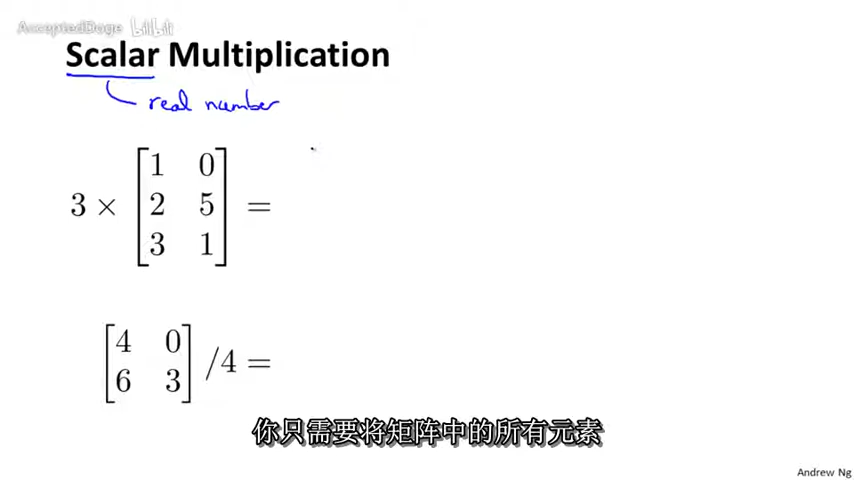 AcceptedDoge bilibili
Scalar Multiplication
real number
3 × [1 0
2 5
3 1] =
[4 0
6 3] /4 =
你只需要将矩阵中的所有元素
Andrew Ng